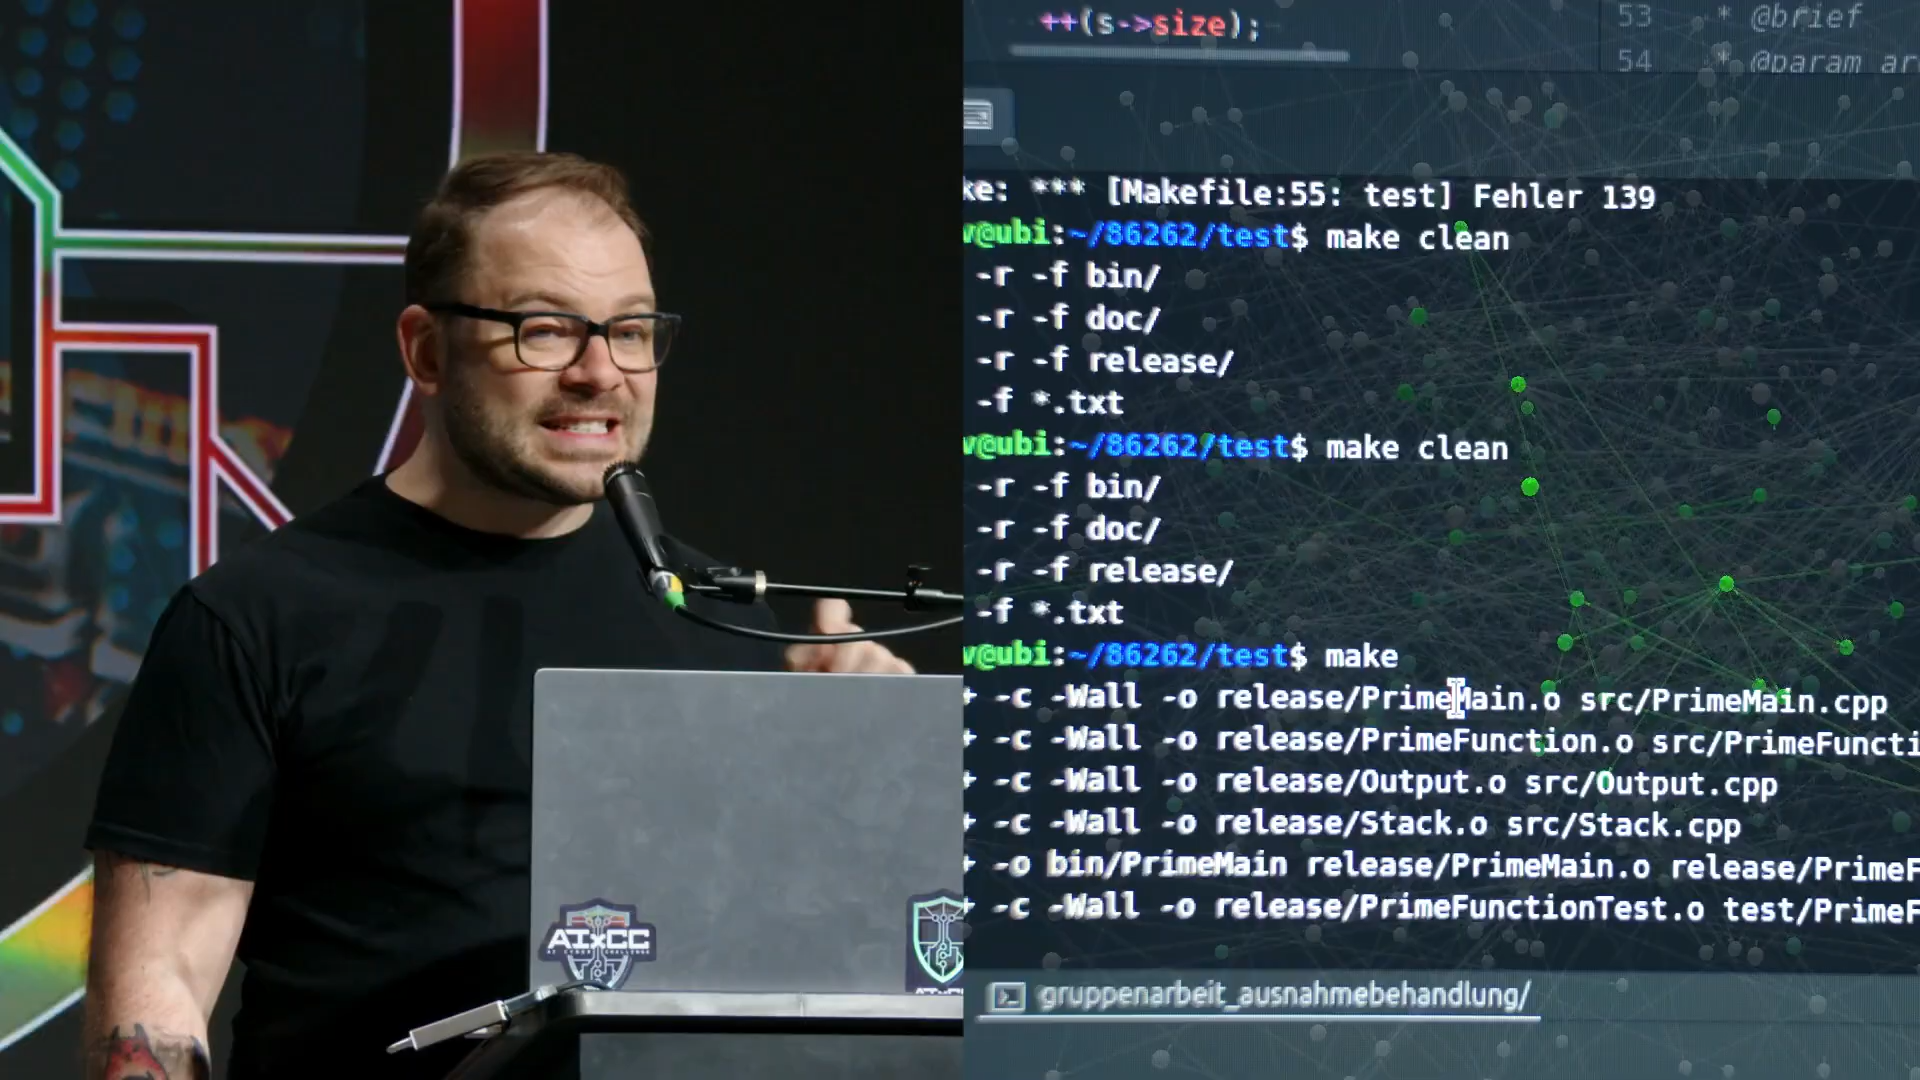 ++(s->size);
53 * @brief
54 * @param ar
ke: *** [Makefile:55: test] Fehler 139
v@ubi:~/86262/test$ make clean
-r -f bin/
-r -f doc/
-r -f release/
-f *.txt
v@ubi:~/86262/test$ make clean
-r -f bin/
-r -f doc/
-r -f release/
-f *.txt
v@ubi:~/86262/test$ make
+ -c -Wall -o release/PrimeMain.o src/PrimeMain.cpp
+ -c -Wall -o release/PrimeFunction.o src/PrimeFuncti
+ -c -Wall -o release/Output.o src/Output.cpp
+ -c -Wall -o release/Stack.o src/Stack.cpp
+ -o bin/PrimeMain release/PrimeMain.o release/PrimeF
+ -c -Wall -o release/PrimeFunctionTest.o test/PrimeF
gruppenarbeit_ausnahmebehandlung/
AIxCC
AI CYBER CHALLENGE